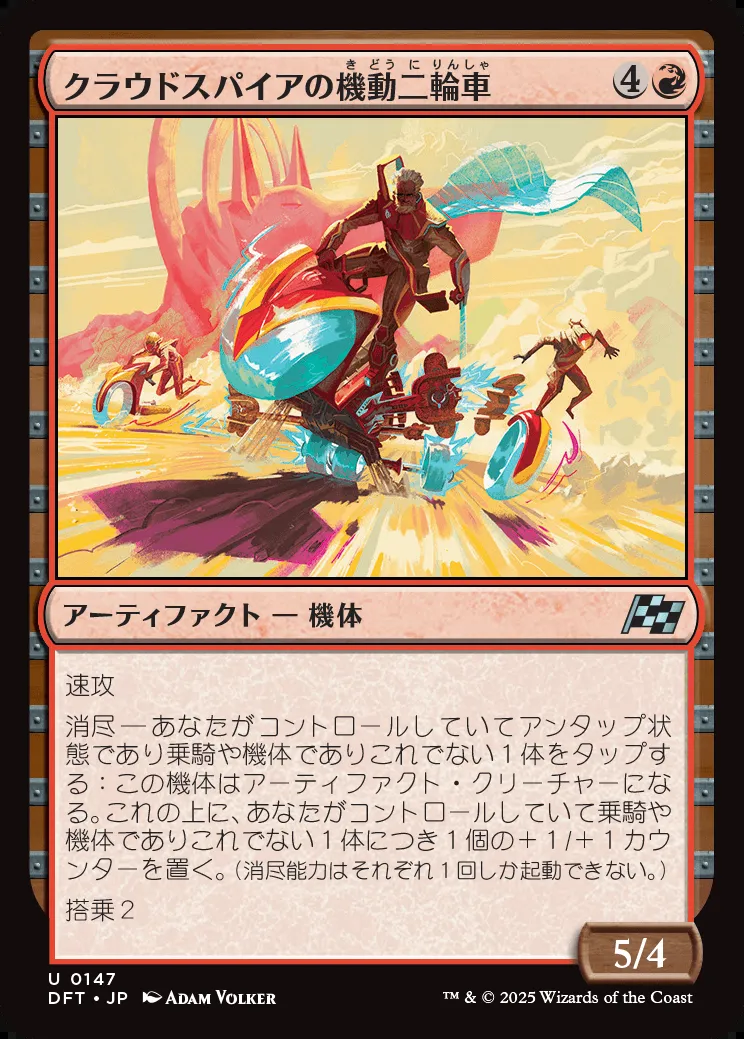 き どう に りんしゃ
クラウドスパイアの機動二輪車 4
アーティファクト ― 機体
速攻
消尽 ― あなたがコントロールしていてアンタップ状
態であり乗騎や機体でありこれでない１体をタップす
る：この機体はアーティファクト・クリーチャーにな
る。これの上に、あなたがコントロールしていて乗騎や
機体でありこれでない１体につき１個の＋１/＋１カウ
ンターを置く。（消尽能力はそれぞれ１回しか起動できない。）
搭乗２
5/4
U 0147
DFT • JP ADAM VOLKER
™ & © 2025 Wizards of the Coast